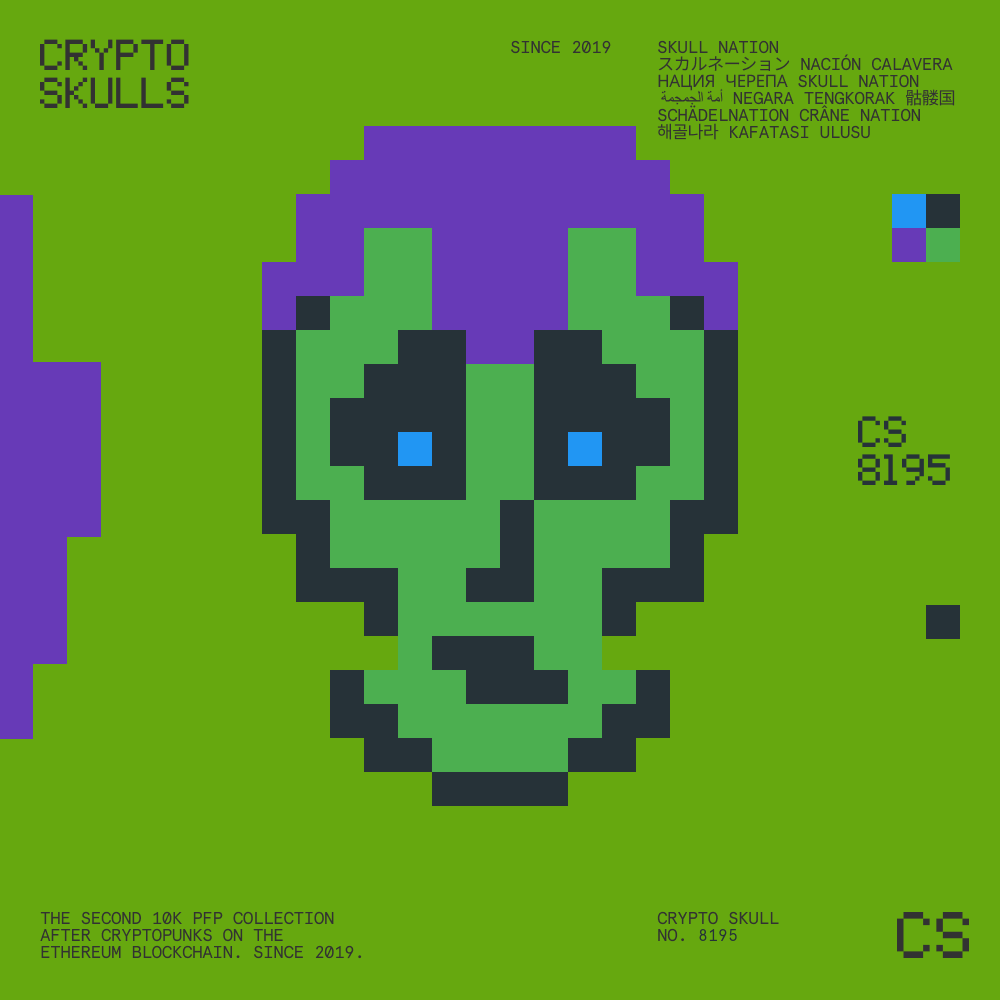 CRYPTO
SKULLS
SINCE 2019
SKULL NATION
スカルネーション NACIÓN CALAVERA
НАЦИЯ ЧЕРЕПА SKULL NATION
أمة الجمجمة NEGARA TENGKORAK 骷髅国
SCHÄDELNATION CRÂNE NATION
해골나라 KAFATASI ULUSU
CS
8195
THE SECOND 10K PFP COLLECTION
AFTER CRYPTOPUNKS ON THE
ETHEREUM BLOCKCHAIN. SINCE 2019.
CRYPTO SKULL
NO. 8195
CS